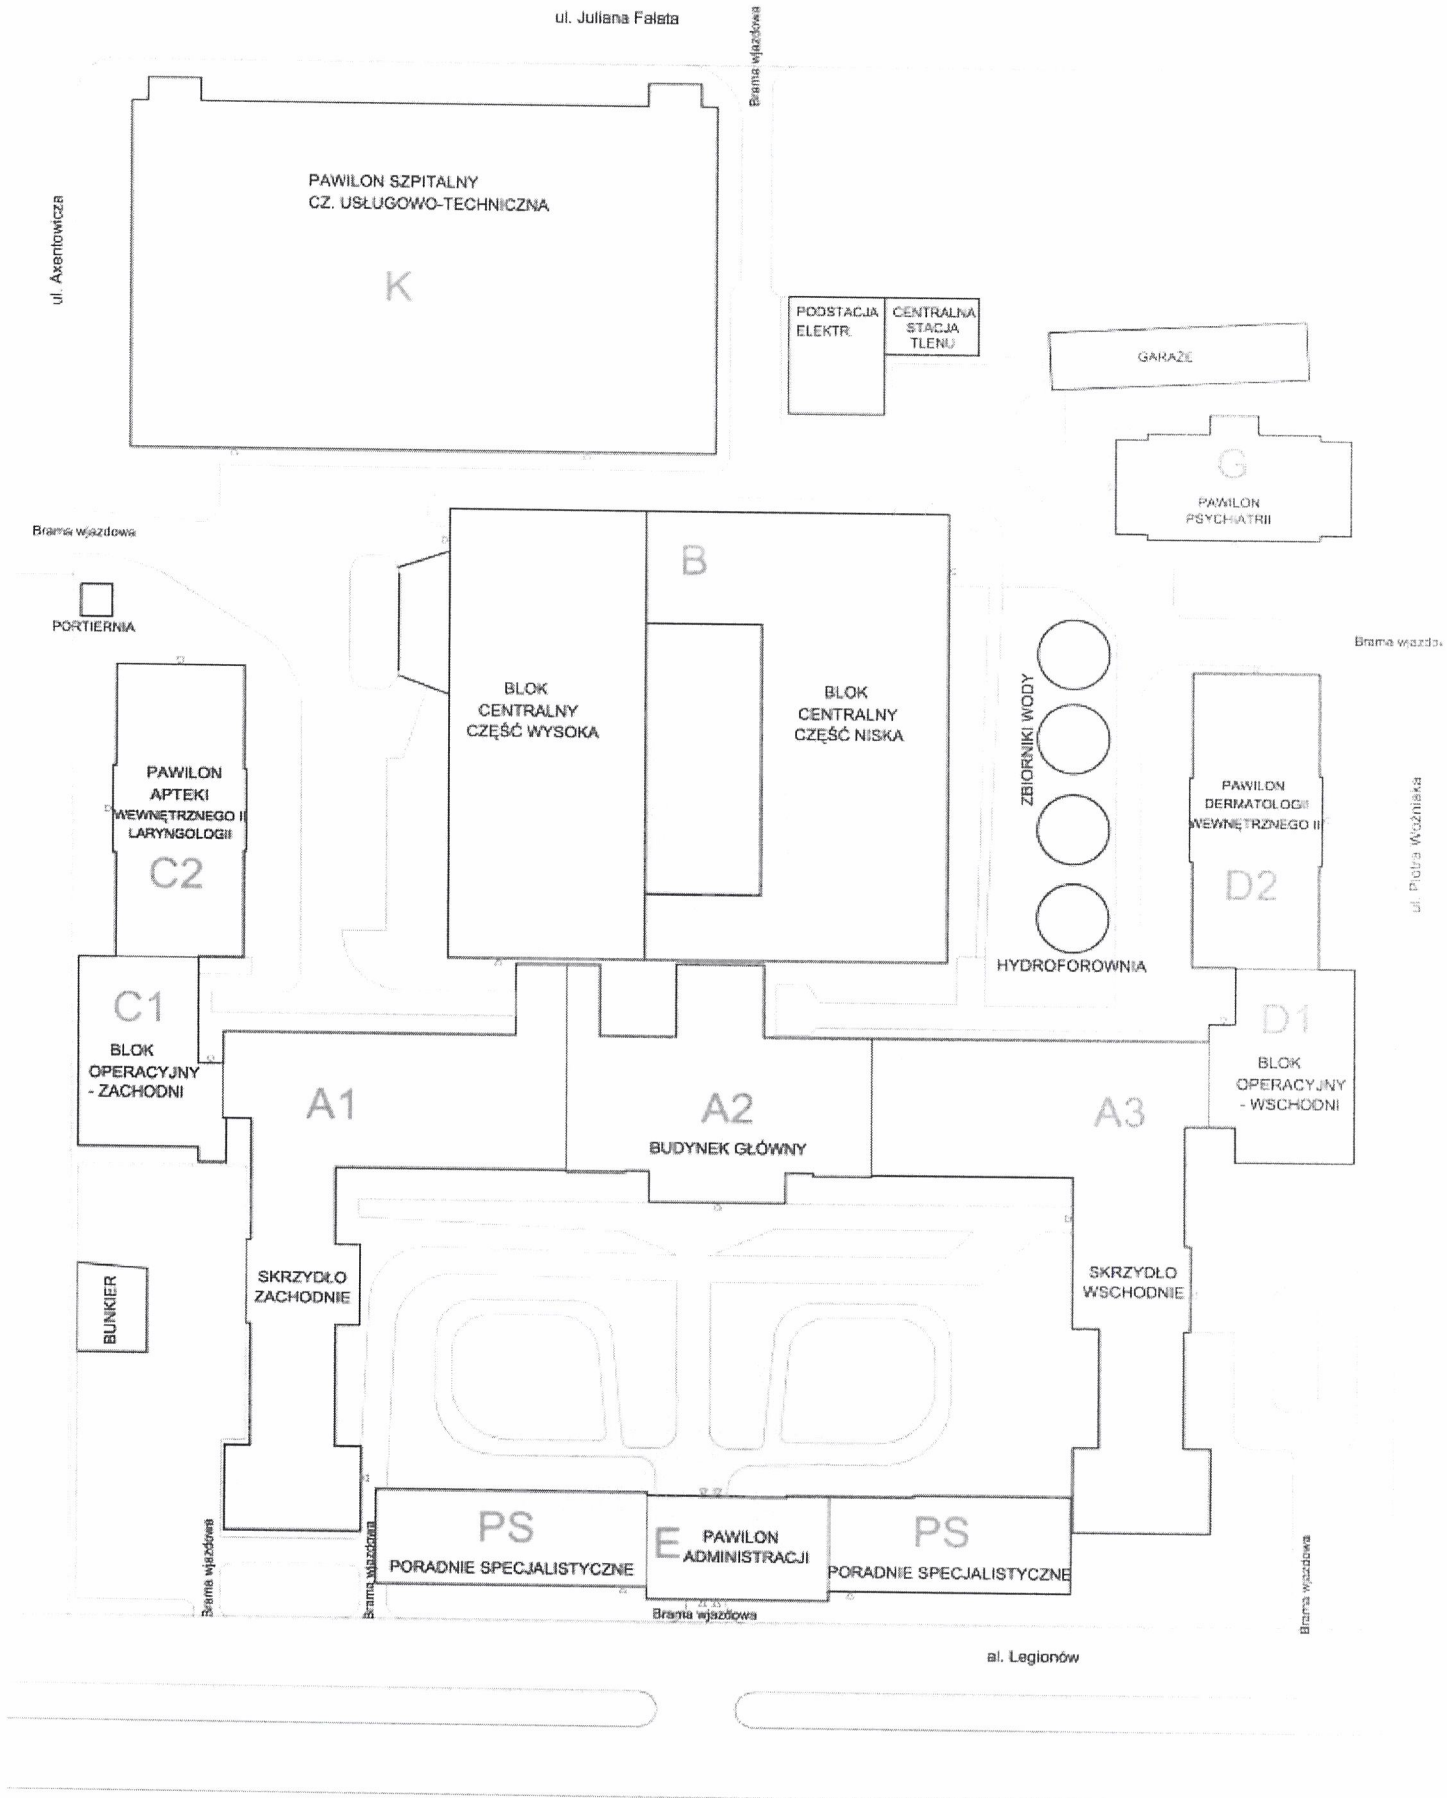 ul. Juliana Fałata
Brama wjazdowa
ul. Axentowicza
PAWILON SZPITALNY
CZ. USŁUGOWO-TECHNICZNA
K
PODSTACJA
ELEKTR.
CENTRALNA
STACJA
TLENU
GARAŻE
G
PAWILON
PSYCHIATRII
Brama wjazdowa
PORTIERNIA
B
BLOK
CENTRALNY
CZĘŚĆ WYSOKA
BLOK
CENTRALNY
CZĘŚĆ NISKA
ZBIORNIKI WODY
HYDROFOROWNIA
Brama wjazdo
PAWILON
APTEKI
WEWNĘTRZNEGO II
LARYNGOLOGII
C2
PAWILON
DERMATOLOGII
WEWNĘTRZNEGO II
D2
ul. Piotra Woźniaka
C1
BLOK
OPERACYJNY
- ZACHODNI
D1
BLOK
OPERACYJNY
- WSCHODNI
A1
A2
BUDYNEK GŁÓWNY
A3
BUNKIER
SKRZYDŁO
ZACHODNIE
SKRZYDŁO
WSCHODNIE
PS
PORADNIE SPECJALISTYCZNE
E
PAWILON
ADMINISTRACJI
PS
PORADNIE SPECJALISTYCZNE
Brama wjazdowa
Brama wjazdowa
Brama wjazdowa
Brama wjazdowa
al. Legionów